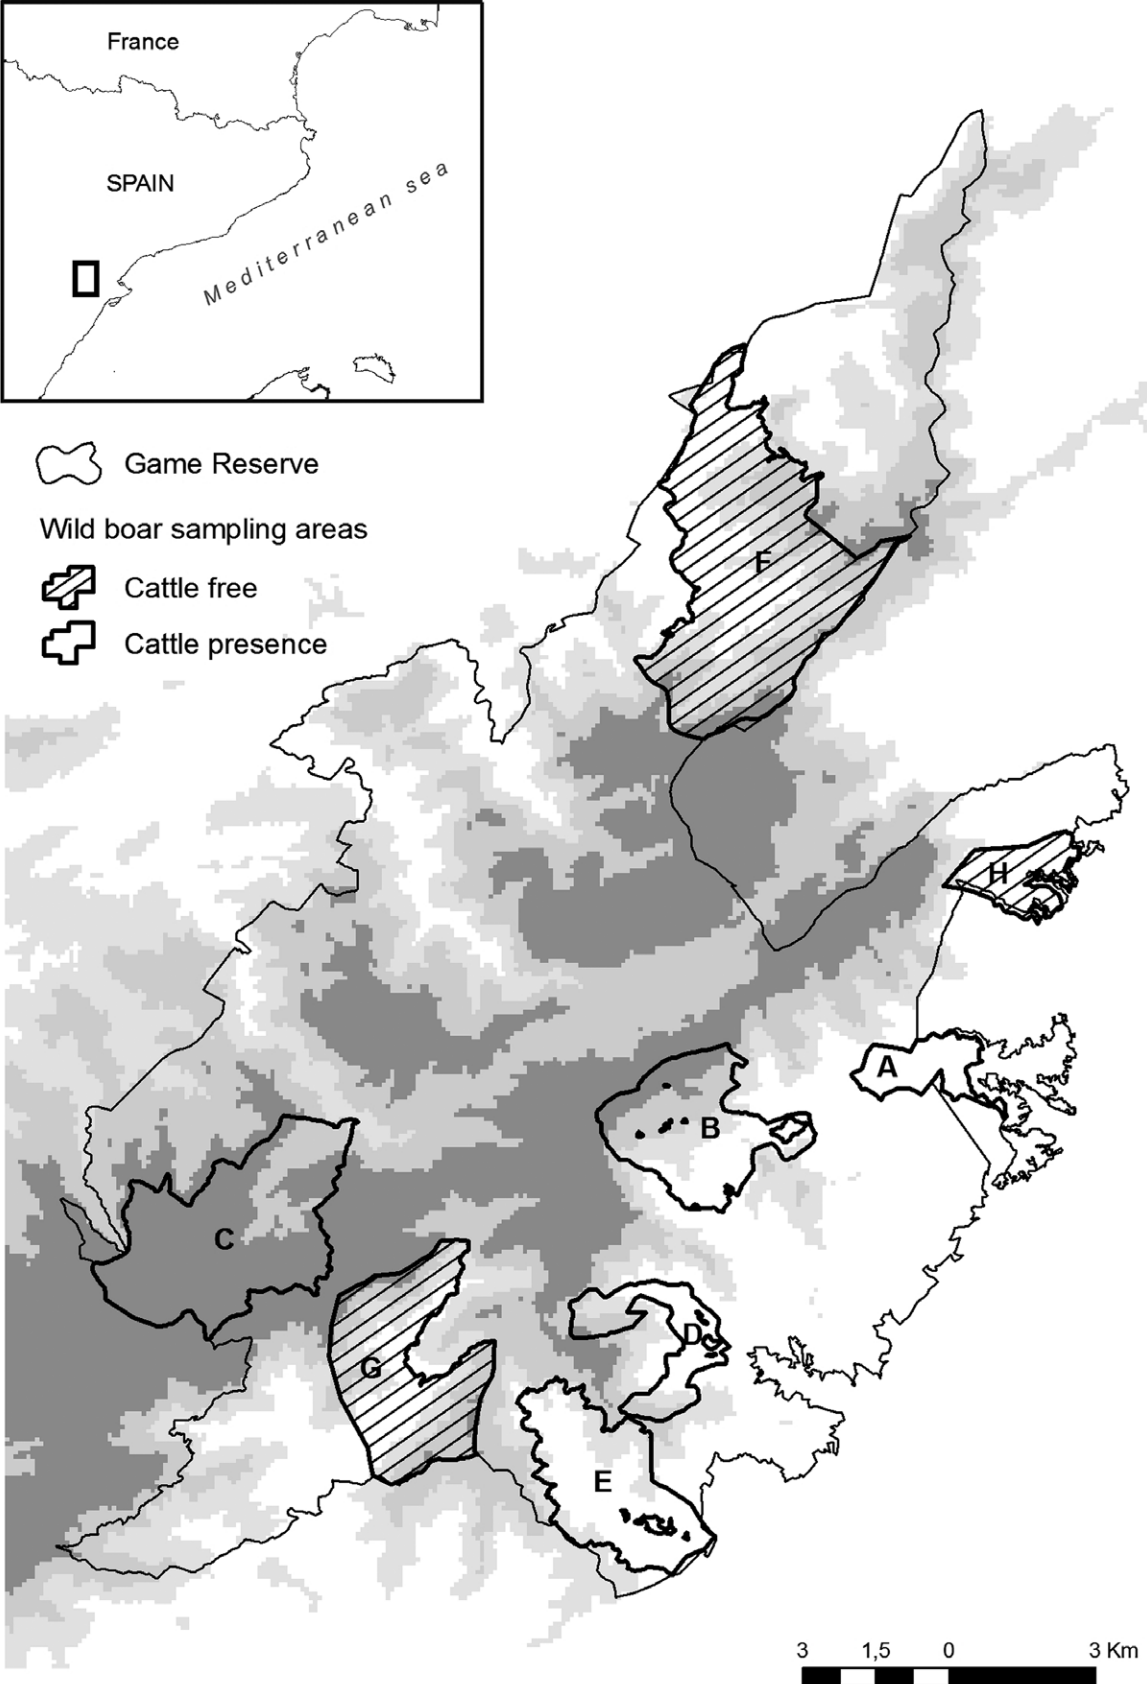 France
SPAIN
Mediterranean sea
Game Reserve
Wild boar sampling areas
Cattle free
Cattle presence
F
H
A
B
C
D
G
E
3 1,5 0 3 Km